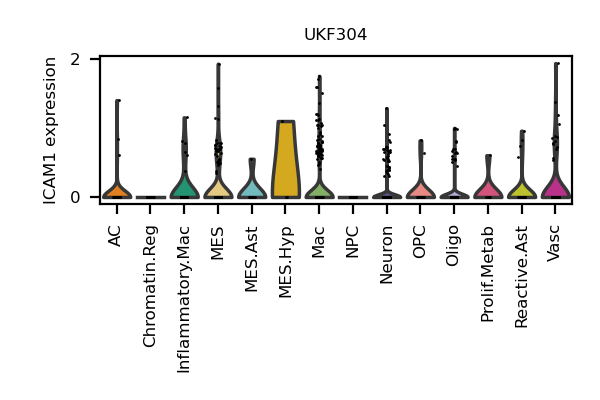 UKF304
ICAM1 expression
2
0
AC
Chromatin.Reg
Inflammatory.Mac
MES
MES.Ast
MES.Hyp
Mac
NPC
Neuron
OPC
Oligo
Prolif.Metab
Reactive.Ast
Vasc